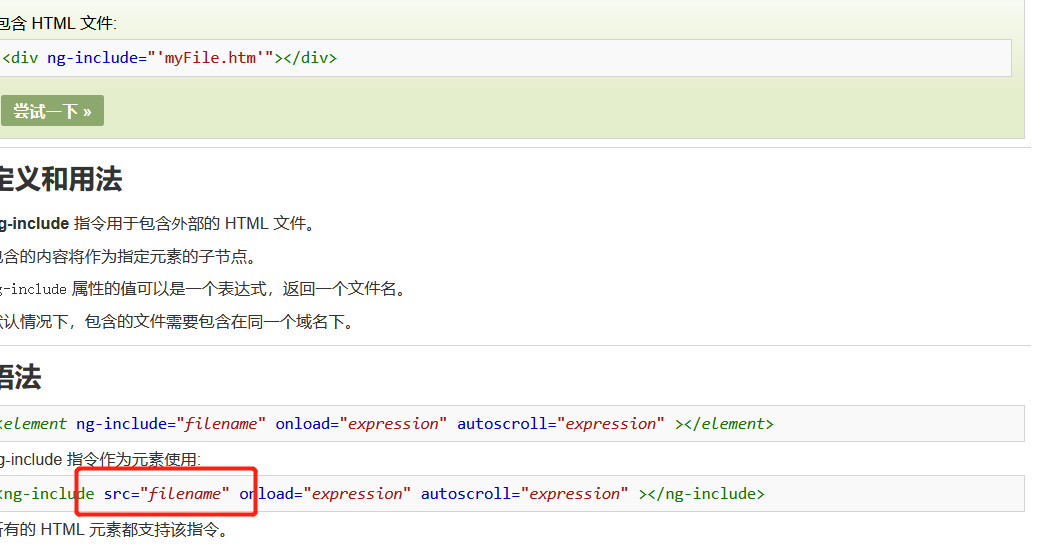 包含 HTML 文件:
<div ng-include="'myFile.htm'"></div>
尝试一下 »
定义和用法
g-include 指令用于包含外部的 HTML 文件。
包含的内容将作为指定元素的子节点。
g-include 属性的值可以是一个表达式，返回一个文件名。
默认情况下，包含的文件需要包含在同一个域名下。
语法
<element ng-include="filename" onload="expression" autoscroll="expression" ></element>
g-include 指令作为元素使用:
<ng-include src="filename" onload="expression" autoscroll="expression" ></ng-include>
所有的 HTML 元素都支持该指令。